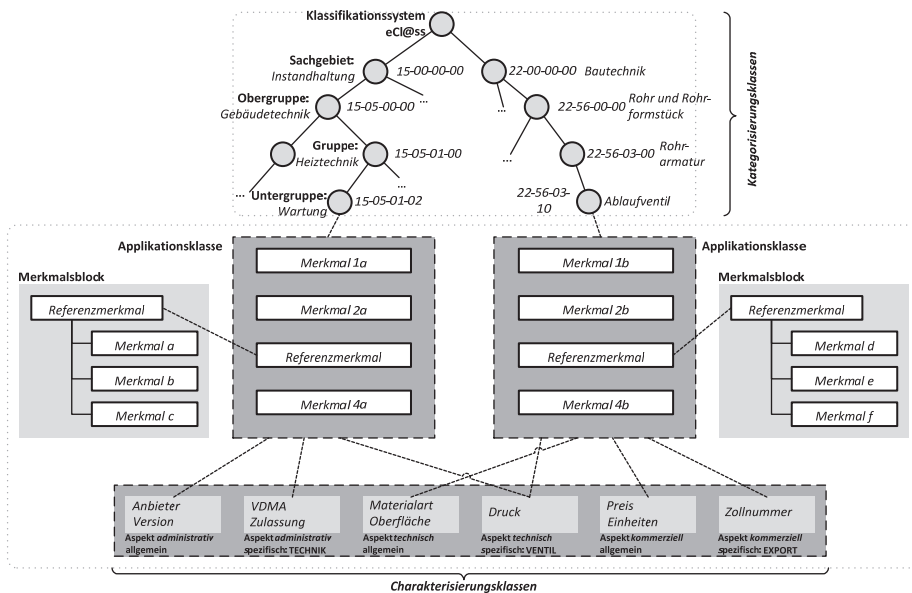 Klassifikationssystem
eCl@ss
Sachgebiet:
Instandhaltung
15-00-00-00
22-00-00-00 Bautechnik
...
...
Obergruppe:
Gebäudetechnik
15-05-00-00
22-56-00-00 Rohr und Rohr-
formstück
Gruppe:
Heiztechnik
15-05-01-00
...
22-56-03-00 Rohr-
armatur
...
...
Untergruppe:
Wartung
15-05-01-02
22-56-03-
10
Ablaufventil
Kategorisierungsklassen
Applikationsklasse
Applikationsklasse
Merkmalsblock
Merkmalsblock
Merkmal 1a
Merkmal 2a
Referenzmerkmal
Merkmal 4a
Merkmal 1b
Merkmal 2b
Referenzmerkmal
Merkmal 4b
Referenzmerkmal
Merkmal a
Merkmal b
Merkmal c
Referenzmerkmal
Merkmal d
Merkmal e
Merkmal f
Anbieter
Version
Aspekt administrativ
allgemein
VDMA
Zulassung
Aspekt administrativ
spezifisch: TECHNIK
Materialart
Oberfläche
Aspekt technisch
allgemein
Druck
Aspekt technisch
spezifisch: VENTIL
Preis
Einheiten
Aspekt kommerziell
allgemein
Zollnummer
Aspekt kommerziell
spezifisch: EXPORT
Charakterisierungsklassen